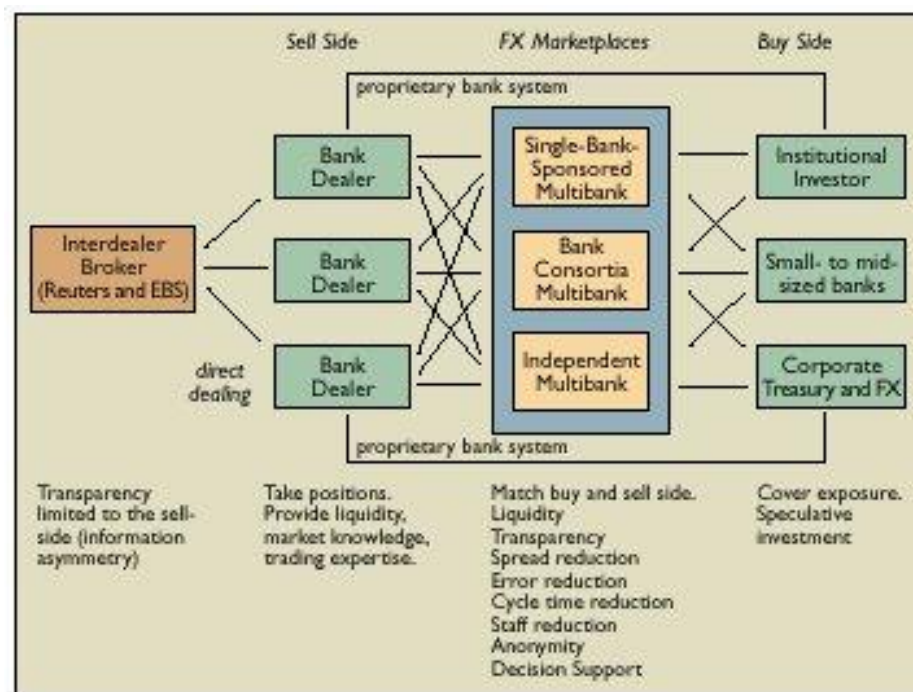 Sell Side
FX Marketplaces
Buy Side
proprietary bank system
Bank
Dealer
Single-Bank-
Sponsored
Multibank
Institutional
Investor
Interdealer
Broker
(Reuters and EBS)
Bank
Dealer
Bank
Consortia
Multibank
Small- to mid-
sized banks
direct
dealing
Bank
Dealer
Independent
Multibank
Corporate
Treasury and FX
proprietary bank system
Transparency
limited to the sell-
side (information
asymmetry)
Take positions.
Provide liquidity,
market knowledge,
trading expertise.
Match buy and sell side.
Liquidity
Transparency
Spread reduction
Error reduction
Cycle time reduction
Staff reduction
Anonymity
Decision Support
Cover exposure.
Speculative
investment